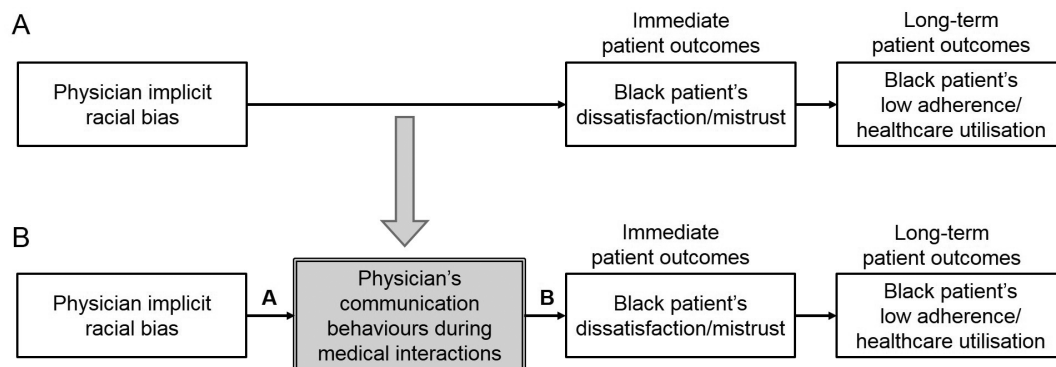 A
Immediate
patient outcomes
Long-term
patient outcomes
Physician implicit
racial bias
Black patient's
dissatisfaction/mistrust
Black patient's
low adherence/
healthcare utilisation
B
Immediate
patient outcomes
Long-term
patient outcomes
Physician implicit
racial bias
A
Physician's
communication
behaviours during
medical interactions
B
Black patient's
dissatisfaction/mistrust
Black patient's
low adherence/
healthcare utilisation